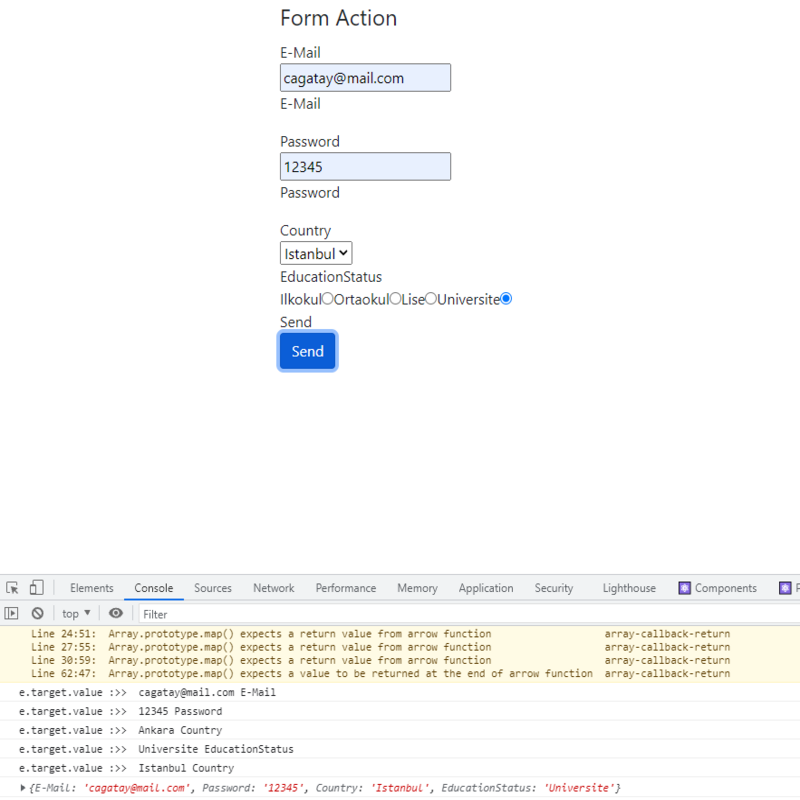 Form Action
E-Mail
cagatay@mail.com
E-Mail
Password
12345
Password
Country
Istanbul
EducationStatus
Ilkokul Ortaokul Lise Universite
Send
Send
Elements Console Sources Network Performance Memory Application Security Lighthouse Components
top Filter
Line 24:51: Array.prototype.map() expects a return value from arrow function array-callback-return
Line 27:55: Array.prototype.map() expects a return value from arrow function array-callback-return
Line 30:59: Array.prototype.map() expects a return value from arrow function array-callback-return
Line 62:47: Array.prototype.map() expects a value to be returned at the end of arrow function array-callback-return
e.target.value :>> cagatay@mail.com E-Mail
e.target.value :>> 12345 Password
e.target.value :>> Ankara Country
e.target.value :>> Universite EducationStatus
e.target.value :>> Istanbul Country
{E-Mail: 'cagatay@mail.com', Password: '12345', Country: 'Istanbul', EducationStatus: 'Universite'}